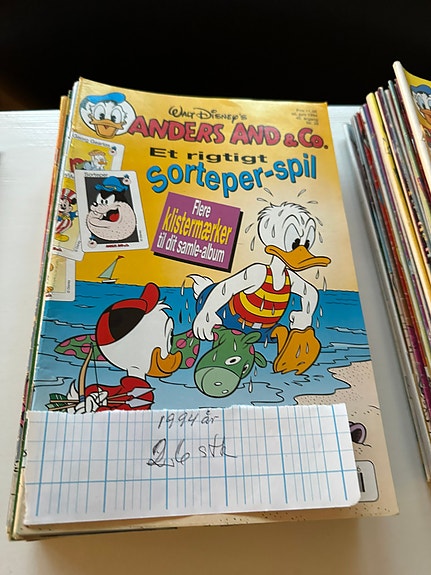 WALT DISNEY'S
ANDERS AND & Co.
Et rigtigt
Sorteper-spil
Sorteper
Flere
klistermærker
til dit samle-album
1994 år
26 stk